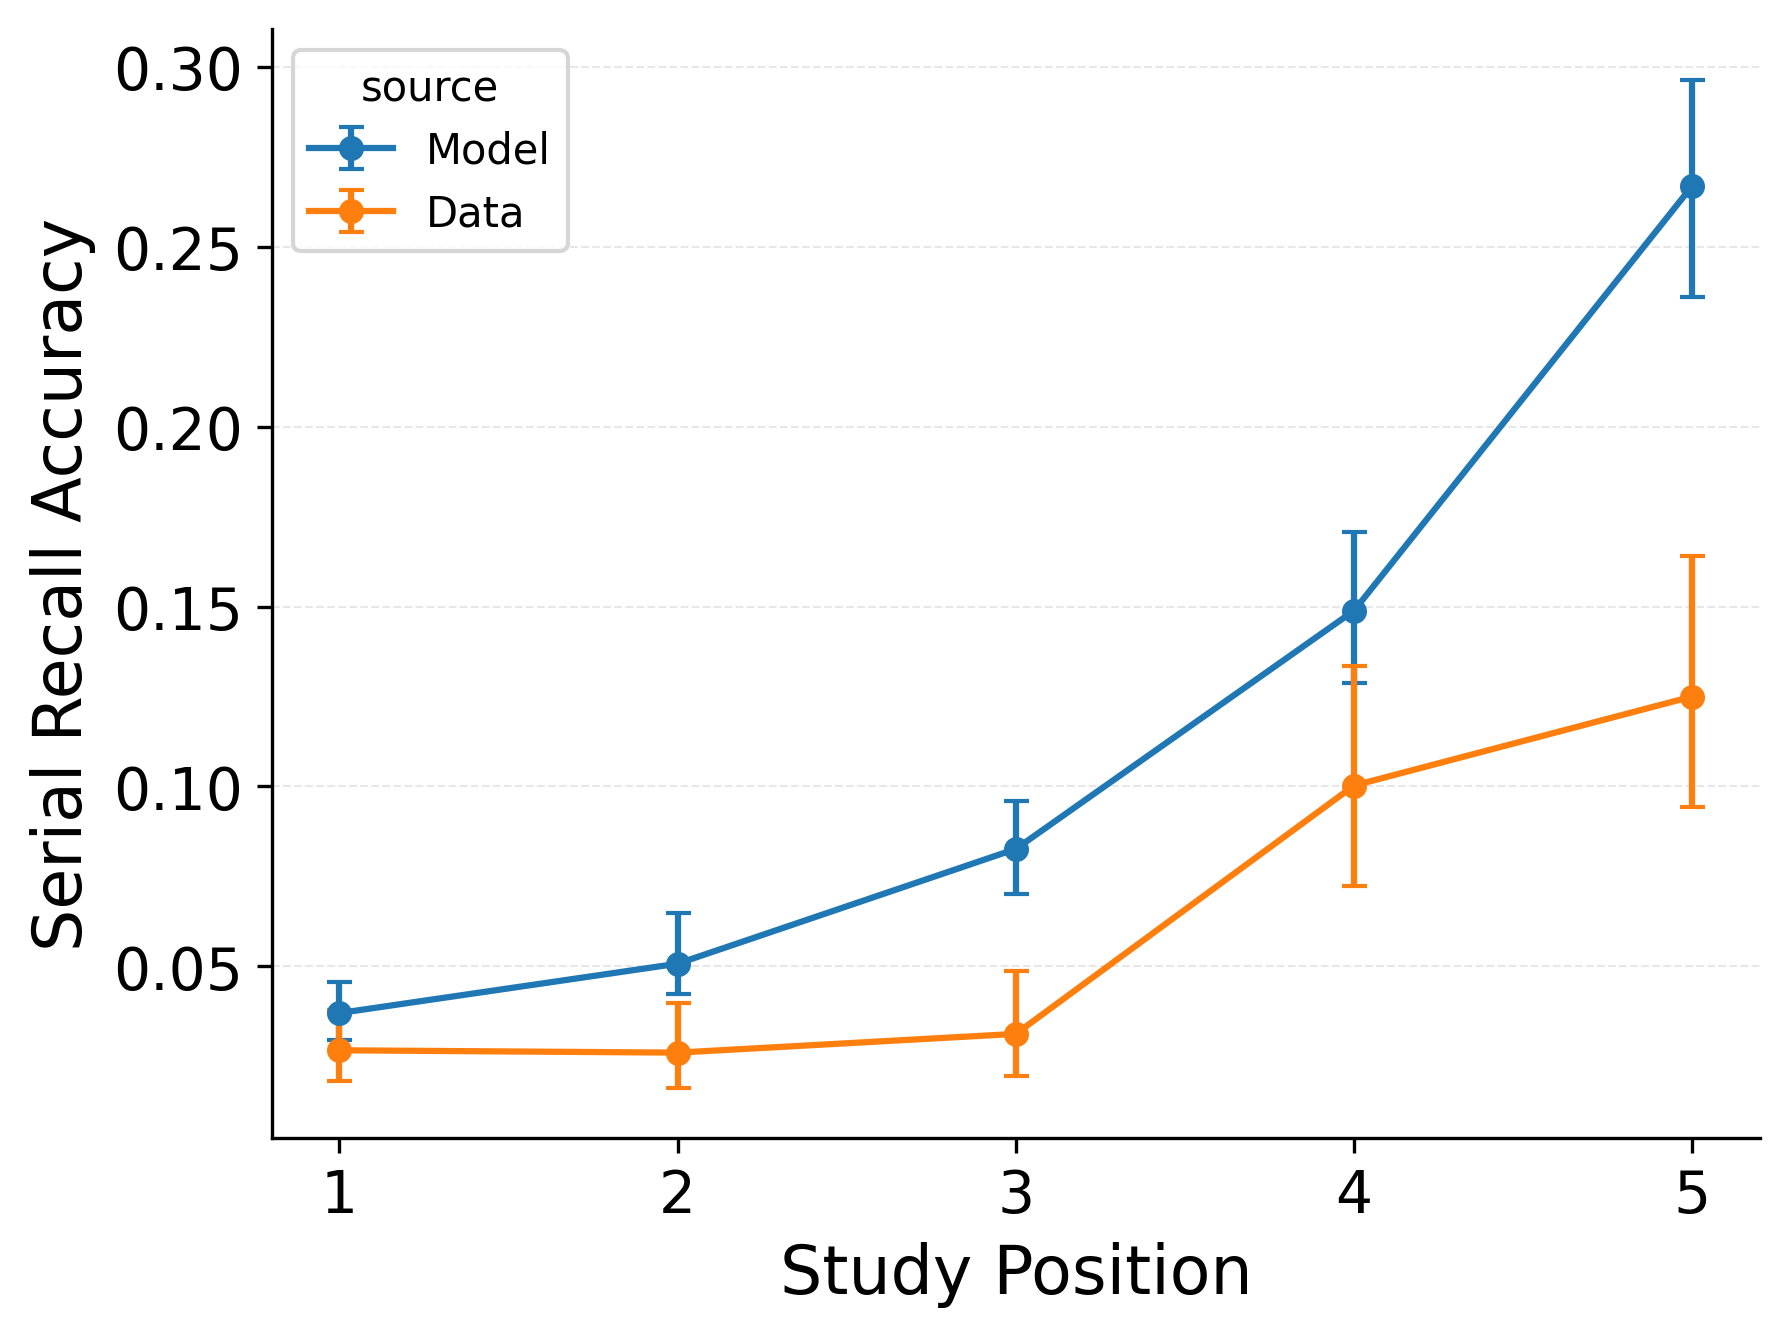 source
Model
Data
0.30
0.25
0.20
0.15
0.10
0.05
Serial Recall Accuracy
1 2 3 4 5
Study Position